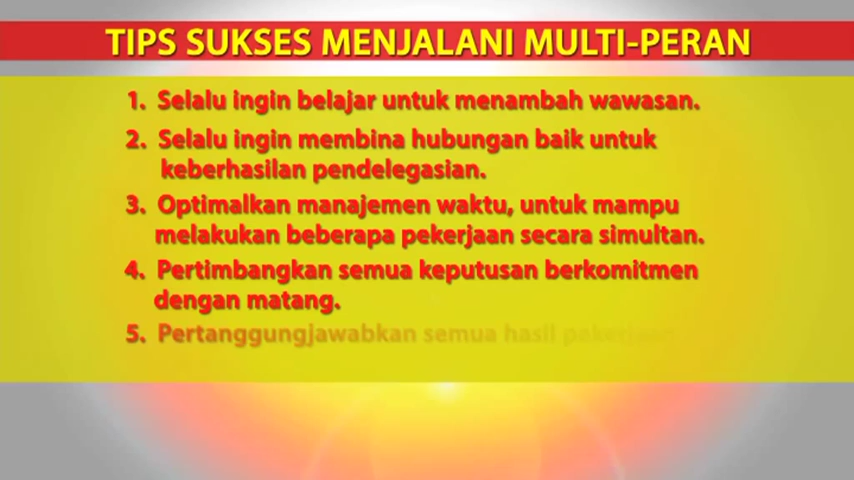 TIPS SUKSES MENJALANI MULTI-PERAN
1. Selalu ingin belajar untuk menambah wawasan.
2. Selalu ingin membina hubungan baik untuk
keberhasilan pendelegasian.
3. Optimalkan manajemen waktu, untuk mampu
melakukan beberapa pekerjaan secara simultan.
4. Pertimbangkan semua keputusan berkomitmen
dengan matang.
5. Pertanggungjawabkan semua hasil